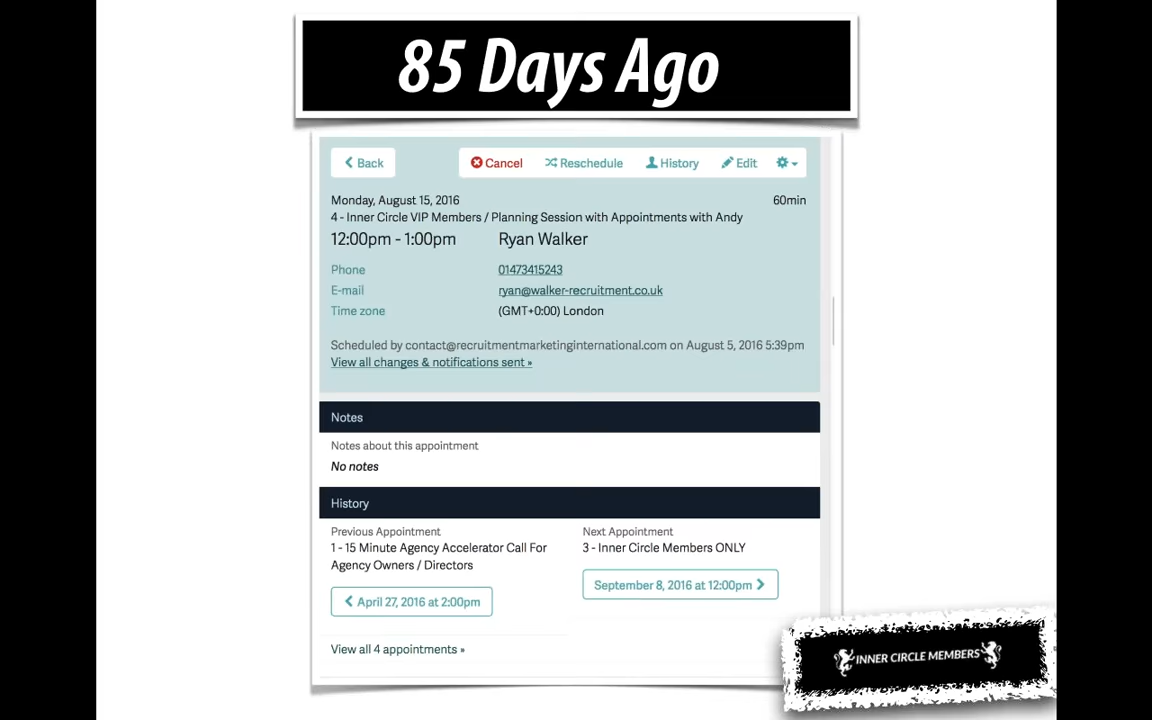 85 Days Ago
Back
Cancel Reschedule History Edit
Monday, August 15, 2016 60min
4 - Inner Circle VIP Members / Planning Session with Appointments with Andy
12:00pm - 1:00pm Ryan Walker
Phone 01473415243
E-mail ryan@walker-recruitment.co.uk
Time zone (GMT+0:00) London
Scheduled by contact@recruitmentmarketinginternational.com on August 5, 2016 5:39pm
View all changes & notifications sent »
Notes
Notes about this appointment
No notes
History
Previous Appointment
1 - 15 Minute Agency Accelerator Call For
Agency Owners / Directors
April 27, 2016 at 2:00pm
Next Appointment
3 - Inner Circle Members ONLY
September 8, 2016 at 12:00pm
View all 4 appointments »
INNER CIRCLE MEMBERS